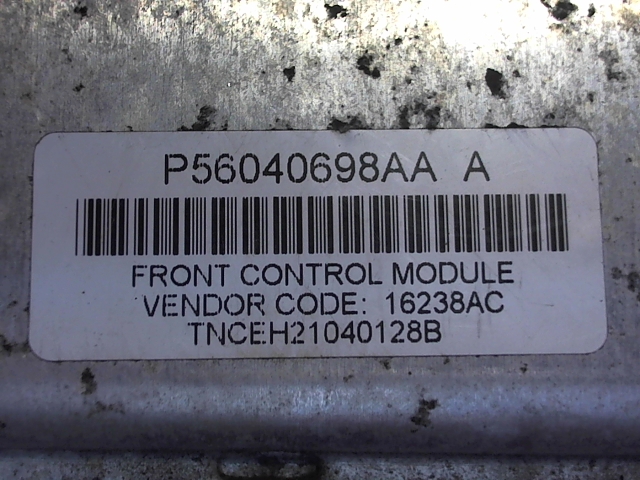 P56040698AA A
FRONT CONTROL MODULE
VENDOR CODE: 16238AC
TNCEH21040128B